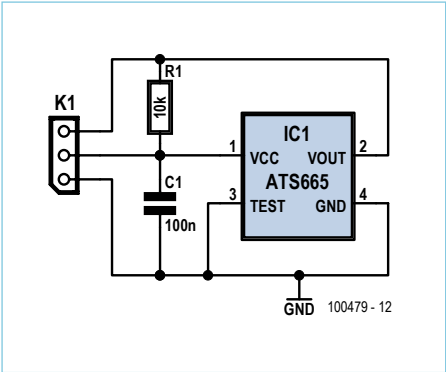 R1
K1
10k
IC1
1
VCC
VOUT
2
ATS665
C1
3
TEST
GND
4
100n
GND
100479 - 12